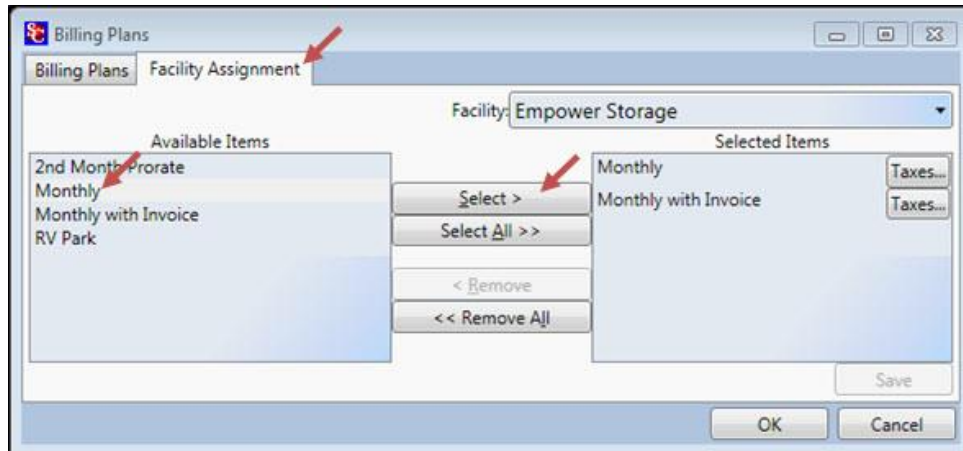 SC Billing Plans
Billing Plans Facility Assignment
Facility: Empower Storage
Available Items
Selected Items
2nd Month Prorate
Monthly
Monthly with Invoice
RV Park
Select >
Select All >>
< Remove
<< Remove All
Monthly Taxes...
Monthly with Invoice Taxes...
Save
OK Cancel